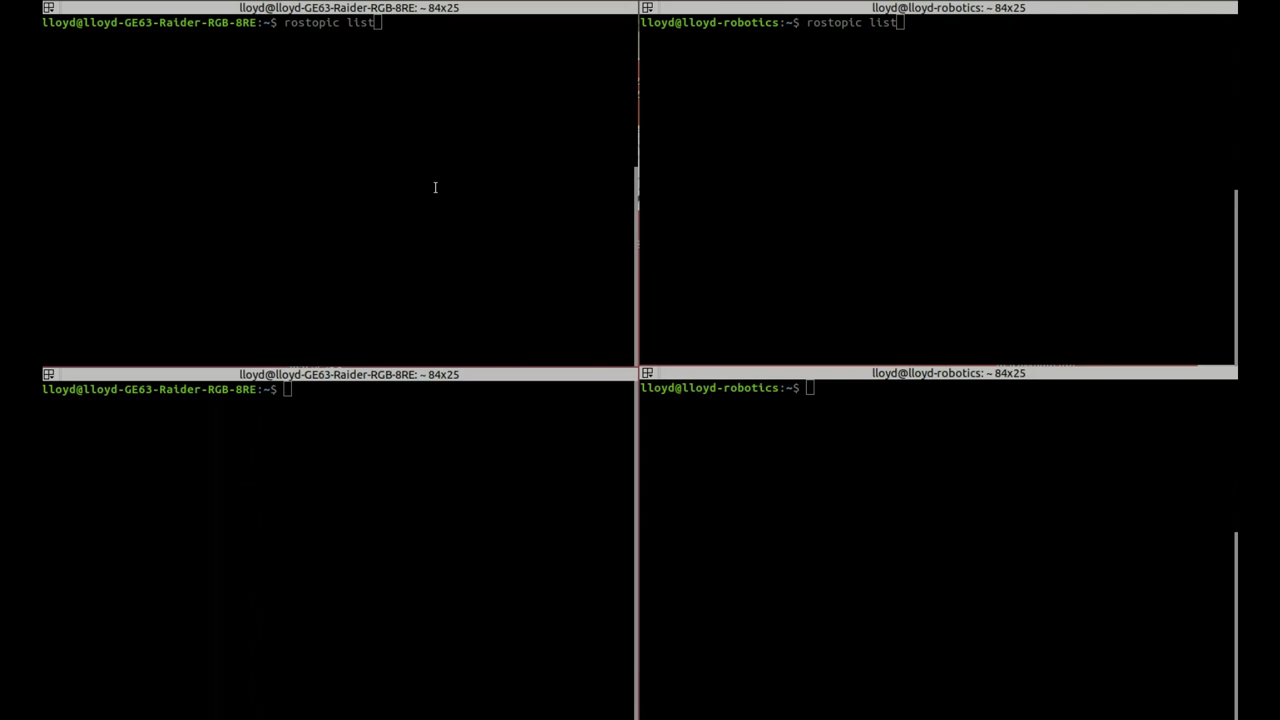 lloyd@lloyd-GE63-Raider-RGB-8RE: ~ 84x25
lloyd@lloyd-GE63-Raider-RGB-8RE:~$ rostopic list
lloyd@lloyd-robotics: ~ 84x25
lloyd@lloyd-robotics:~$ rostopic list
lloyd@lloyd-GE63-Raider-RGB-8RE: ~ 84x25
lloyd@lloyd-GE63-Raider-RGB-8RE:~$
lloyd@lloyd-robotics: ~ 84x25
lloyd@lloyd-robotics:~$